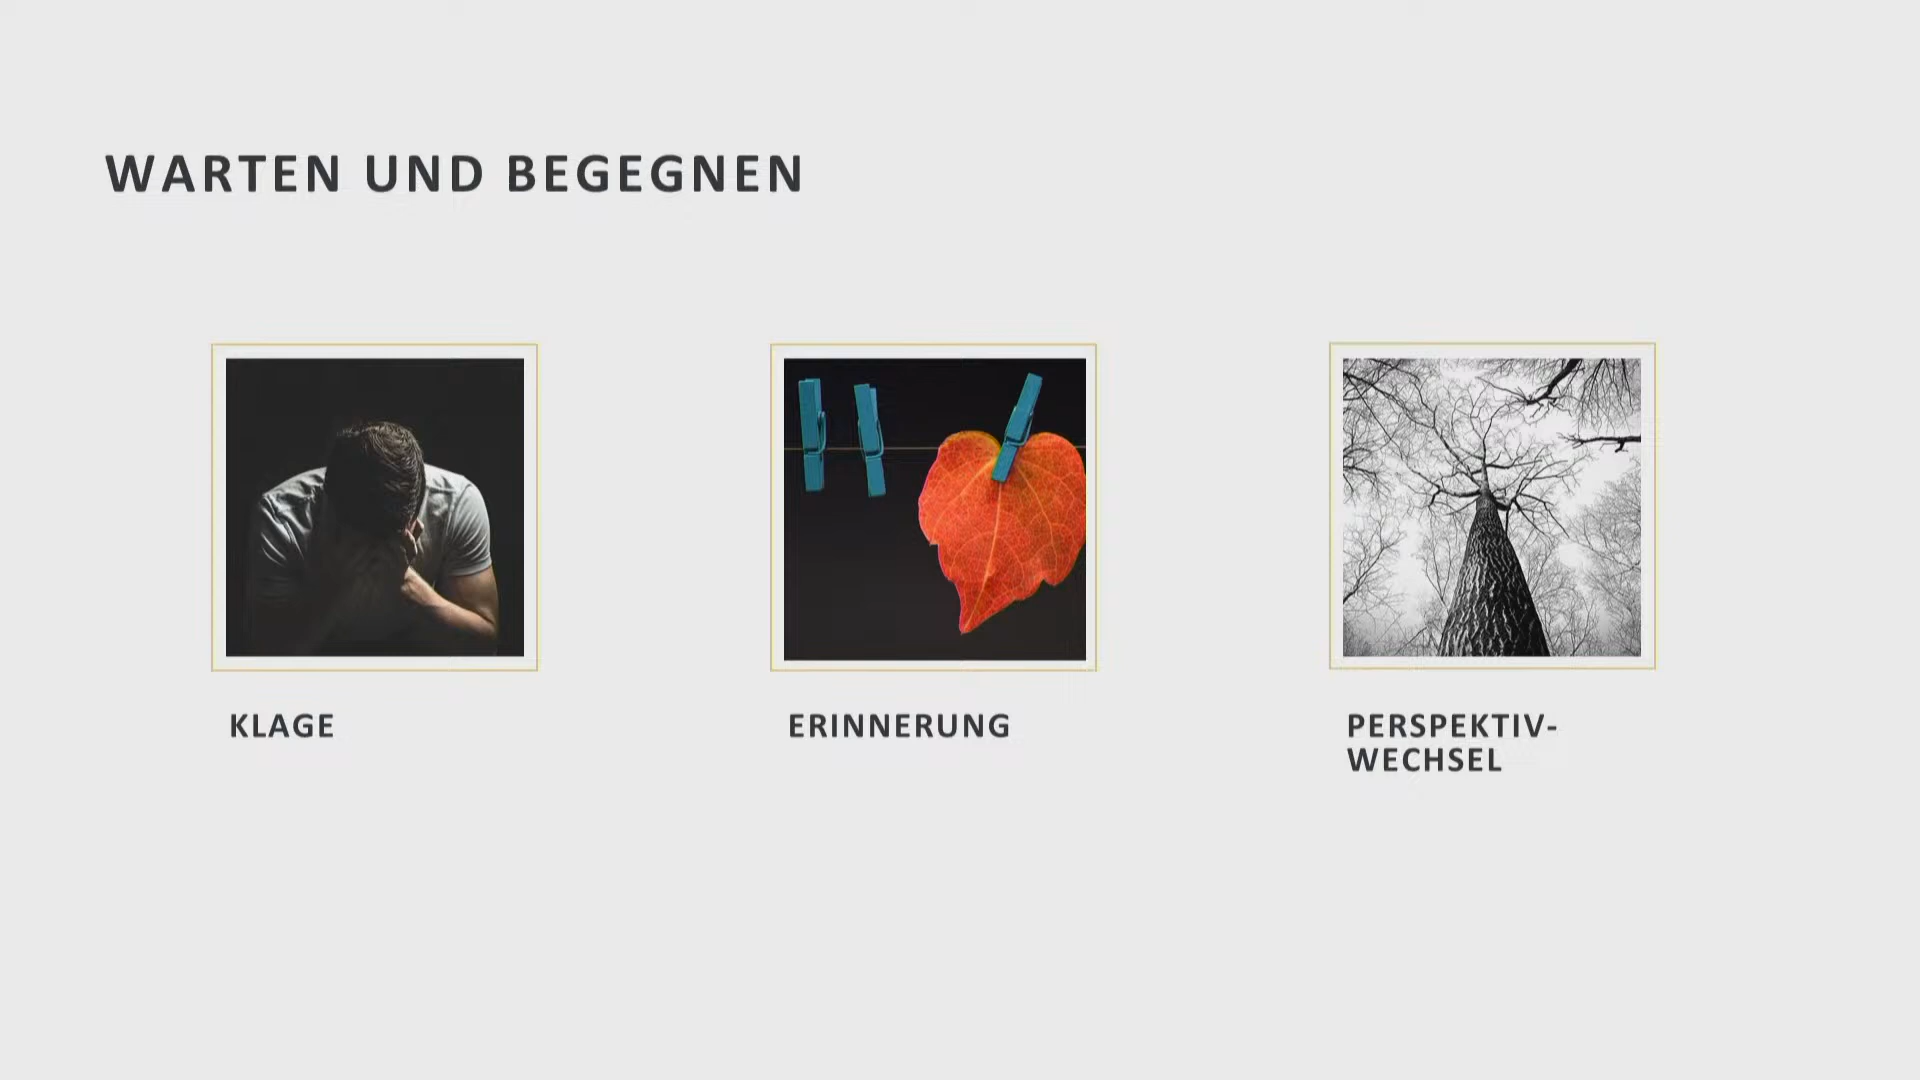 WARTEN UND BEGEGNEN
KLAGE
ERINNERUNG
PERSPEKTIV-
WECHSEL